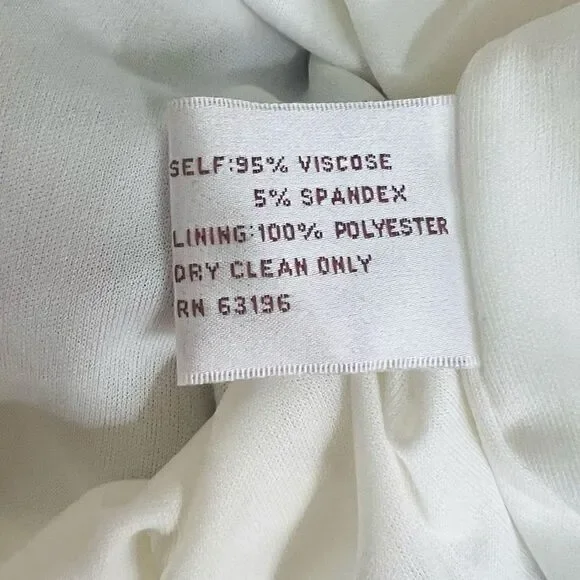 SELF:95% VISCOSE
5% SPANDEX
LINING:100% POLYESTER
DRY CLEAN ONLY
RN 63196